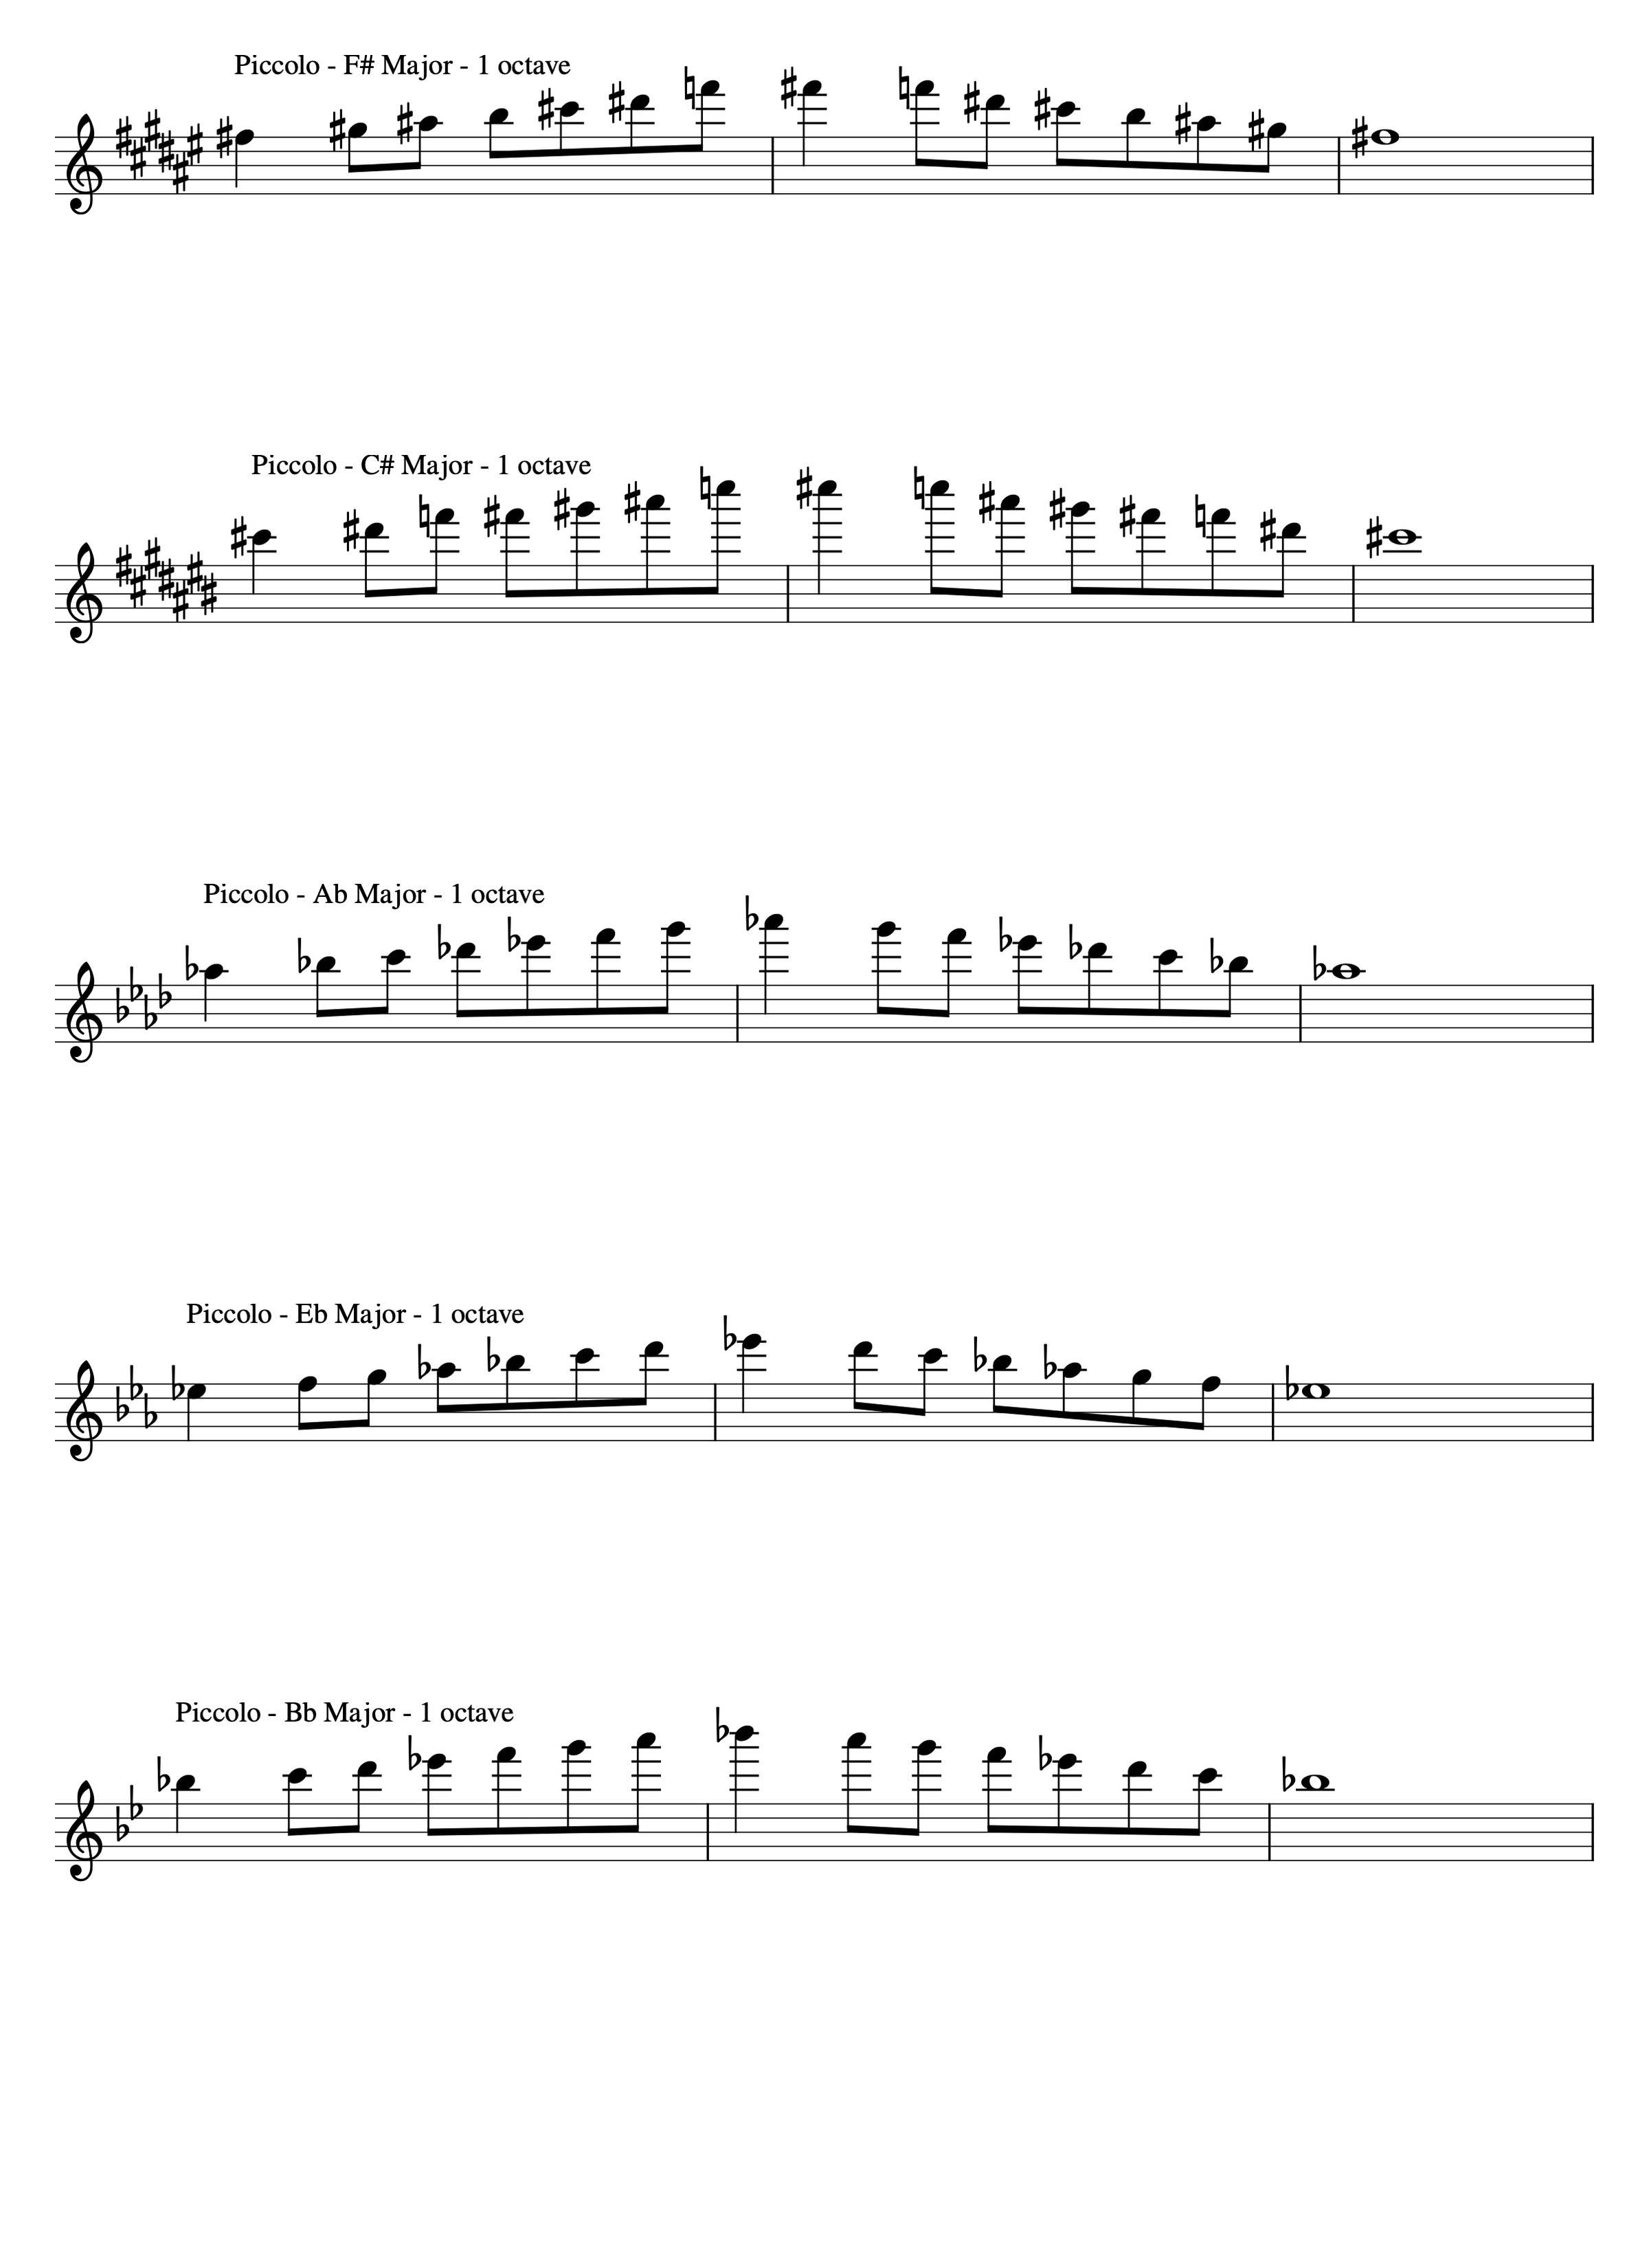 Piccolo - F# Major - 1 octave
Piccolo - C# Major - 1 octave
Piccolo - Ab Major - 1 octave
Piccolo - Eb Major - 1 octave
Piccolo - Bb Major - 1 octave